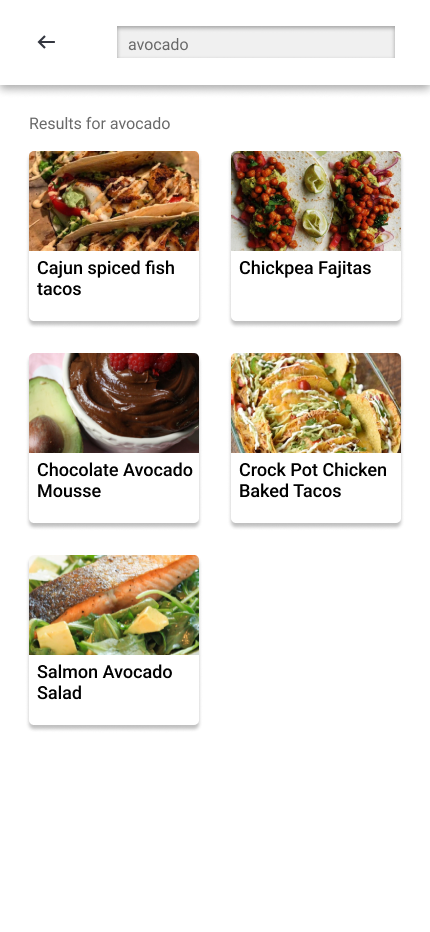 avocado
Results for avocado
Cajun spiced fish
tacos
Chickpea Fajitas
Chocolate Avocado
Mousse
Crock Pot Chicken
Baked Tacos
Salmon Avocado
Salad